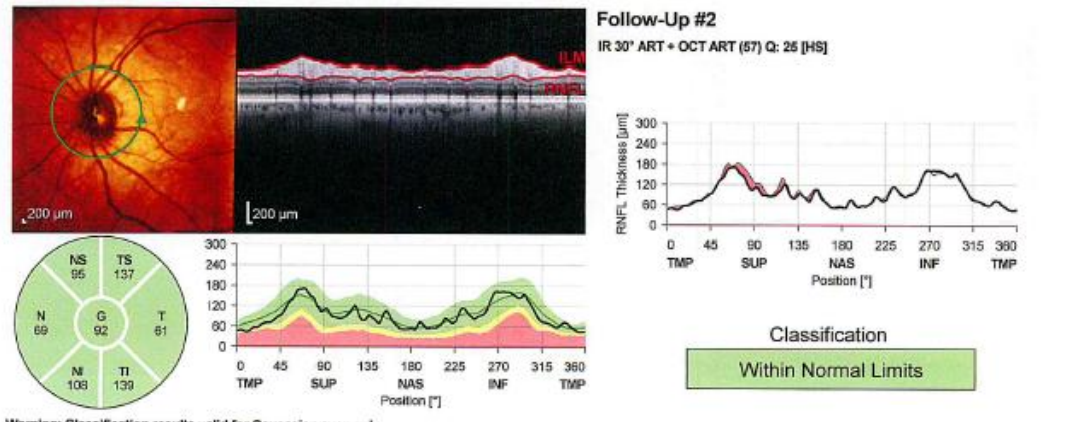 Follow-Up #2
IR 30° ART + OCT ART (57) Q: 25 [HS]
ILM
RNFL
200 µm
200 µm
RNFL Thickness [µm]
300
240
180
120
60
0
0 45 90 135 180 225 270 315 360
TMP SUP NAS INF TMP
Position [°]
NS 95
TS 137
N 69
G 92
T 61
NI 108
TI 139
300
240
180
120
60
0
0 45 90 135 180 225 270 315 360
TMP SUP NAS INF TMP
Position [°]
Classification
Within Normal Limits